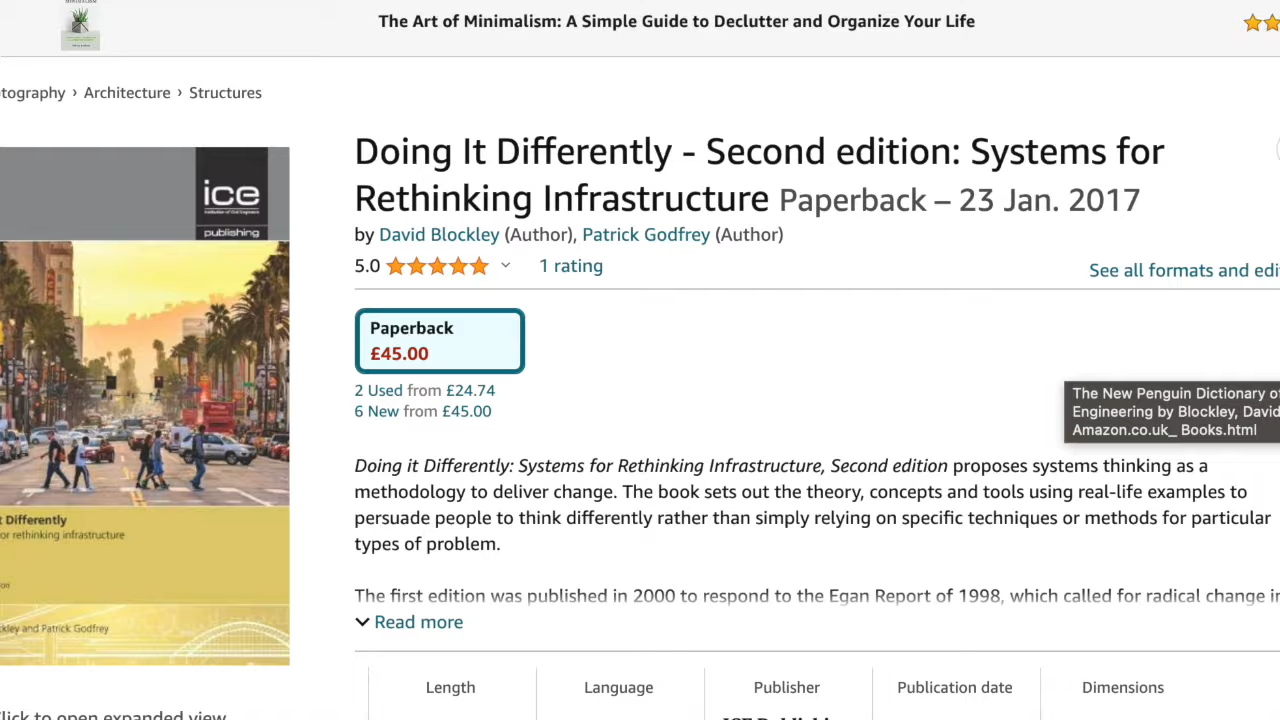 The Art of Minimalism: A Simple Guide to Declutter and Organize Your Life
› Architecture › Structures
ice
Institution of Civil Engineers
publishing
Differently
or rethinking infrastructure
and Patrick Godfrey
to open expanded view
Doing It Differently - Second edition: Systems for
Rethinking Infrastructure Paperback – 23 Jan. 2017
by David Blockley (Author), Patrick Godfrey (Author)
5.0 1 rating
See all formats and
Paperback
£45.00
2 Used from £24.74
6 New from £45.00
The New Penguin Dictionary of
Engineering by Blockley, David
Amazon.co.uk_ Books.html
Doing it Differently: Systems for Rethinking Infrastructure, Second edition proposes systems thinking as a
methodology to deliver change. The book sets out the theory, concepts and tools using real-life examples to
persuade people to think differently rather than simply relying on specific techniques or methods for particular
types of problem.
The first edition was published in 2000 to respond to the Egan Report of 1998, which called for radical change in
Read more
Length Language Publisher Publication date Dimensions